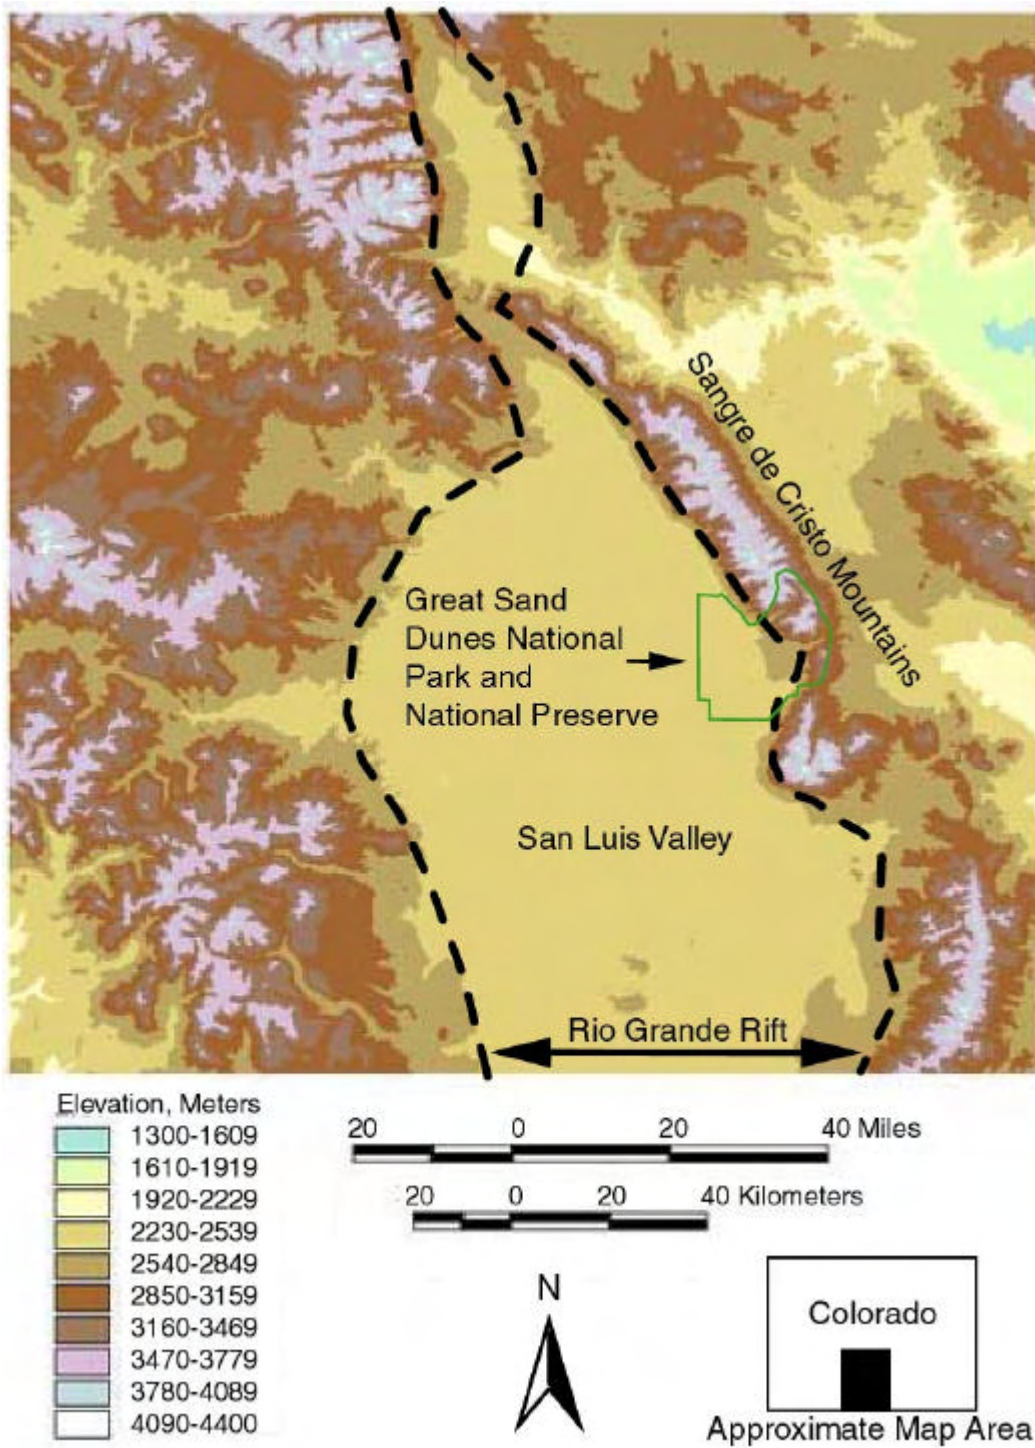 Sangre de Cristo Mountains
Great Sand
Dunes National
Park and
National Preserve
San Luis Valley
Rio Grande Rift
Elevation, Meters
1300-1609
1610-1919
1920-2229
2230-2539
2540-2849
2850-3159
3160-3469
3470-3779
3780-4089
4090-4400
20 0 20 40 Miles
20 0 20 40 Kilometers
N
Colorado
Approximate Map Area